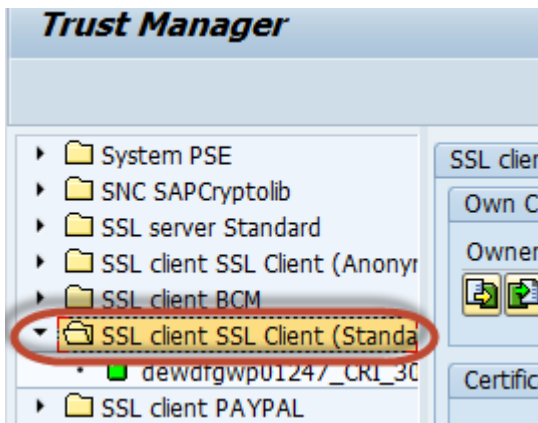 Trust Manager
System PSE
SNC SAPCryptolib
SSL server Standard
SSL client SSL Client (Anonyr
SSL client BCM
SSL client SSL Client (Standa
dewdfgwp01247_CRI_30
SSL client PAYPAL
SSL clier
Own C
Owner
Certific